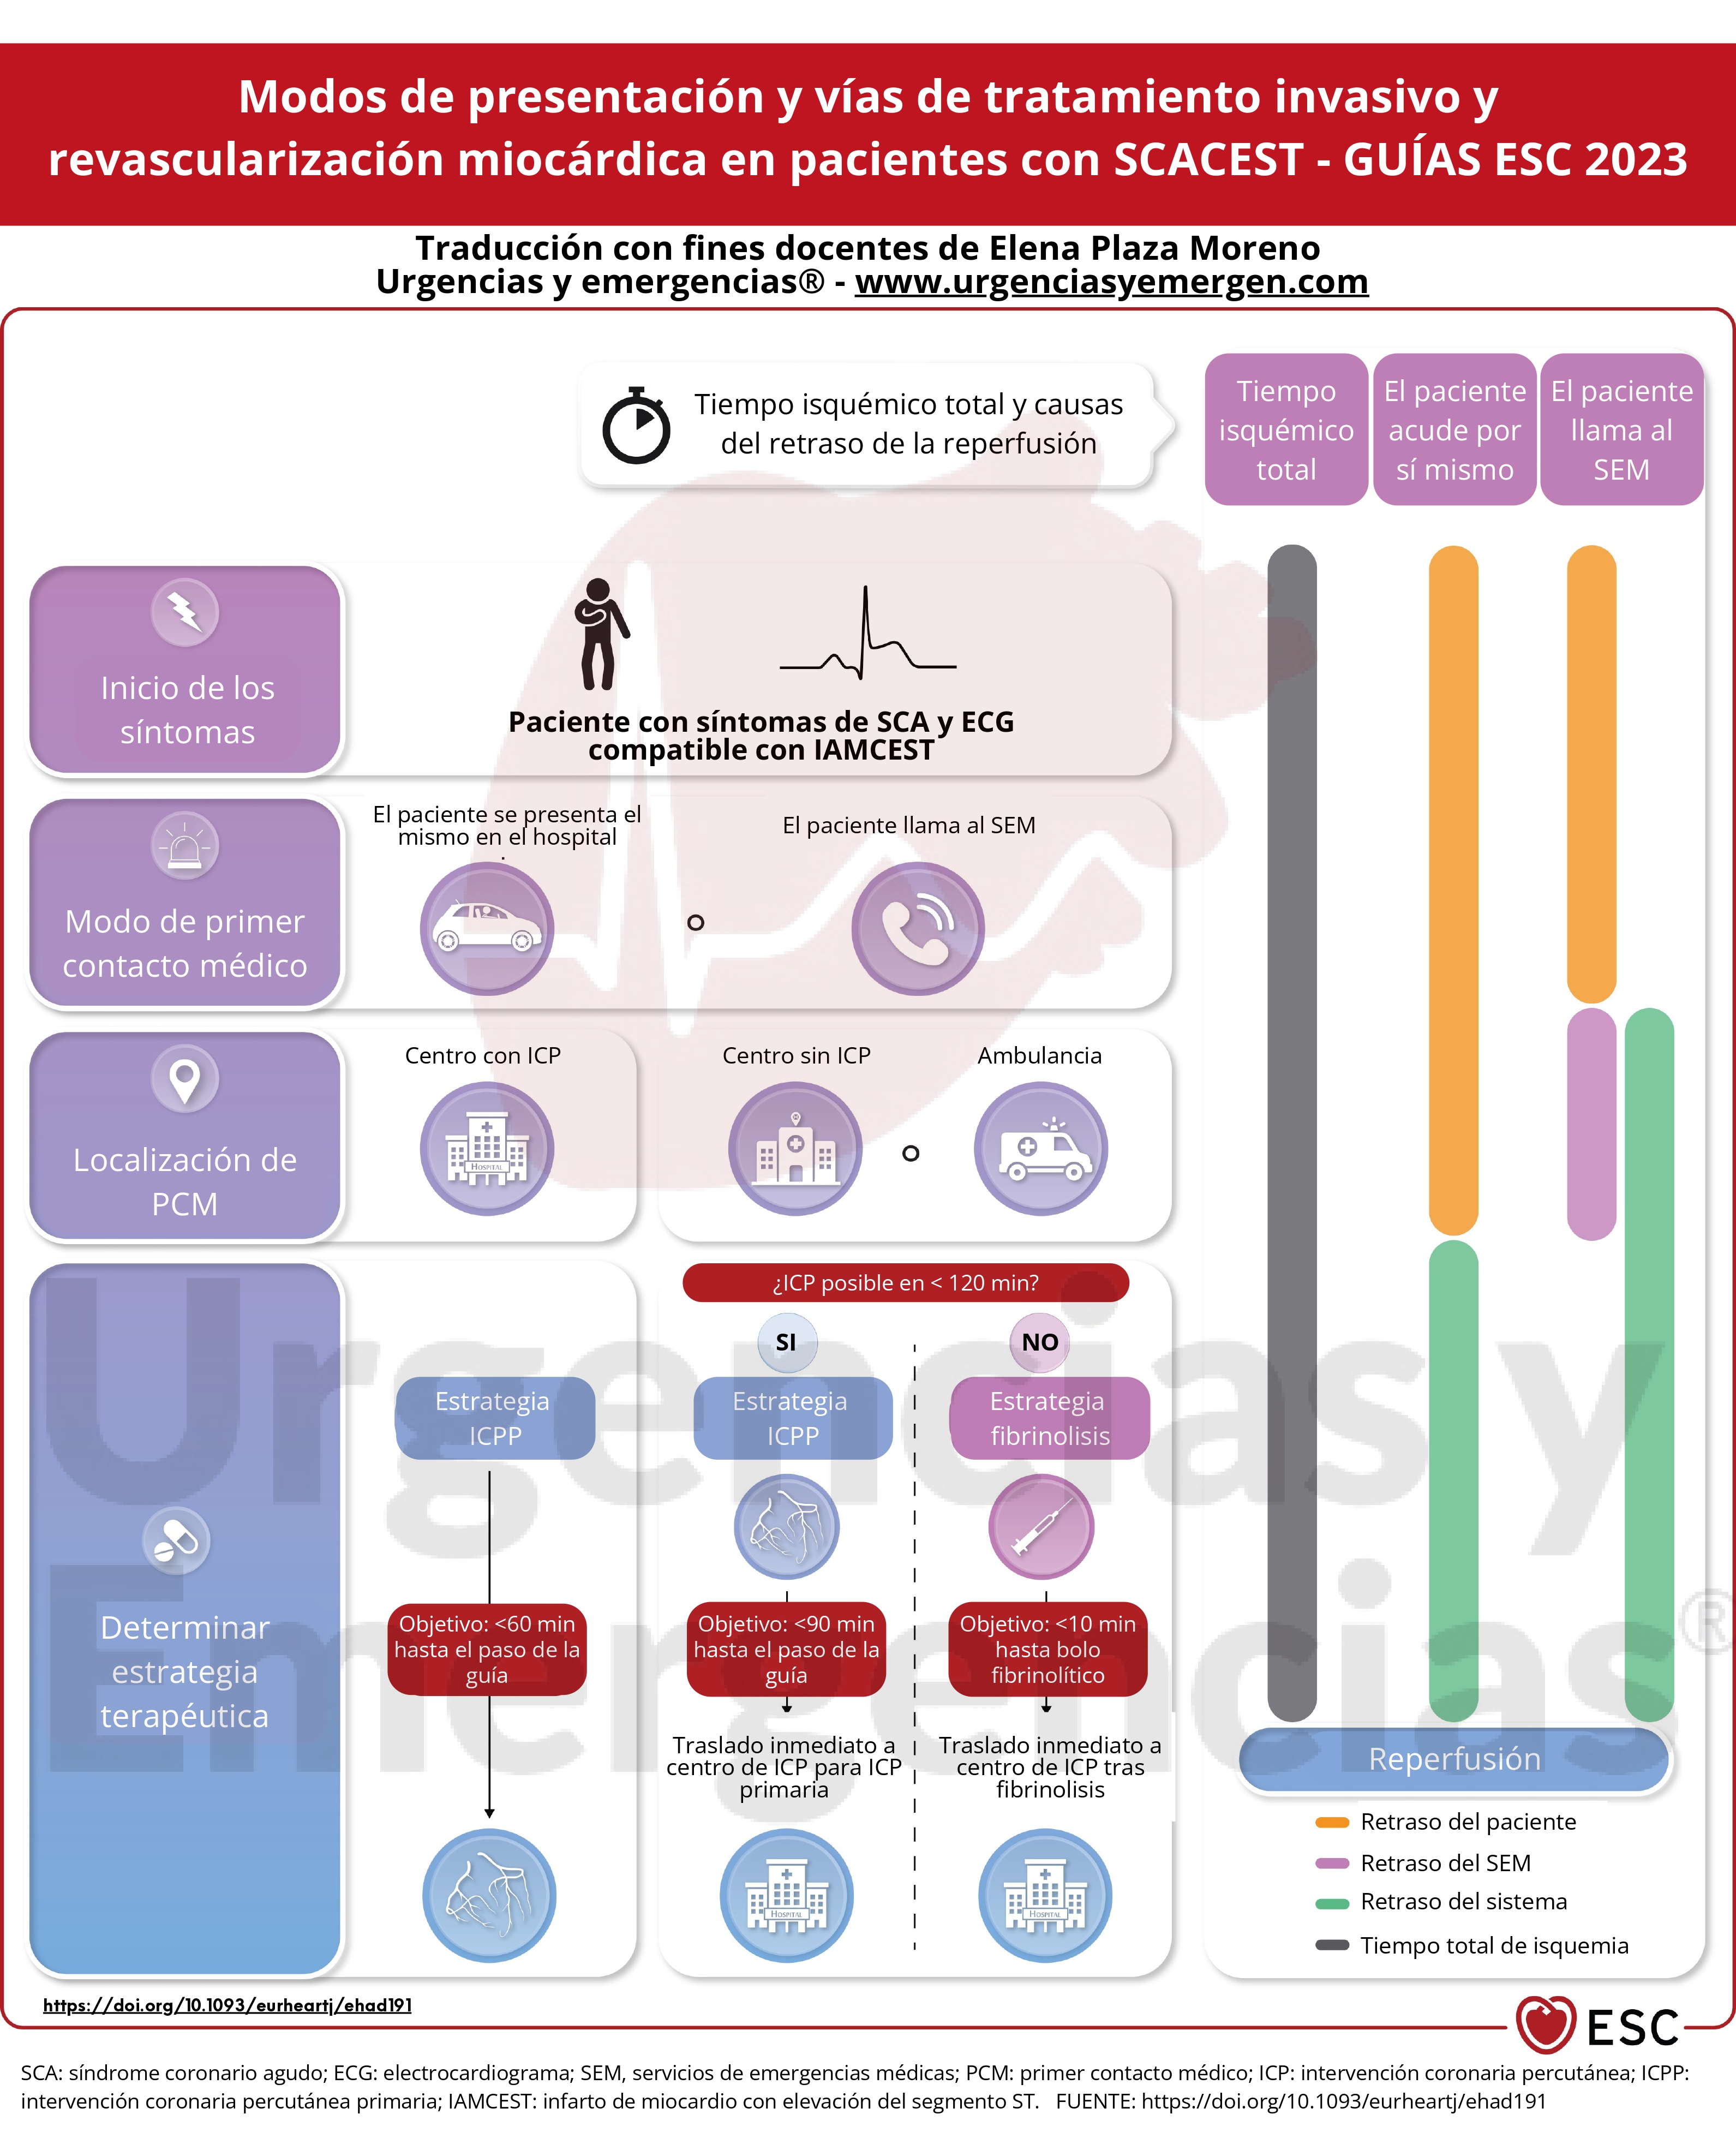 Modos de presentación y vías de tratamiento invasivo y
revascularización miocárdica en pacientes con SCACEST - GUÍAS ESC 2023
Traducción con fines docentes de Elena Plaza Moreno
Urgencias y emergencias® - www.urgenciasyemergen.com
Tiempo isquémico total y causas
del retraso de la reperfusión
Tiempo
isquémico
total
El paciente
acude por
sí mismo
El paciente
llama al
SEM
Inicio de los
síntomas
Paciente con síntomas de SCA y ECG
compatible con IAMCEST
Modo de primer
contacto médico
El paciente se presenta el
mismo en el hospital
.
o
El paciente llama al SEM
Localización de
PCM
Centro con ICP
HOSPITAL
Centro sin ICP
o
Ambulancia
Determinar
estrategia
terapéutica
Estrategia
ICPP
Objetivo: <60 min
hasta el paso de la
guía
¿ICP posible en < 120 min?
SI
Estrategia
ICPP
Objetivo: <90 min
hasta el paso de la
guía
Traslado inmediato a
centro de ICP para ICP
primaria
HOSPITAL
NO
Estrategia
fibrinolisis
Objetivo: <10 min
hasta bolo
fibrinolítico
Traslado inmediato a
centro de ICP tras
fibrinolisis
HOSPITAL
Reperfusión
Retraso del paciente
Retraso del SEM
Retraso del sistema
Tiempo total de isquemia
Urgencias y
Emergencias®
https://doi.org/10.1093/eurheartj/ehad191
ESC
SCA: síndrome coronario agudo; ECG: electrocardiograma; SEM, servicios de emergencias médicas; PCM: primer contacto médico; ICP: intervención coronaria percutánea; ICPP:
intervención coronaria percutánea primaria; IAMCEST: infarto de miocardio con elevación del segmento ST. FUENTE: https://doi.org/10.1093/eurheartj/ehad191